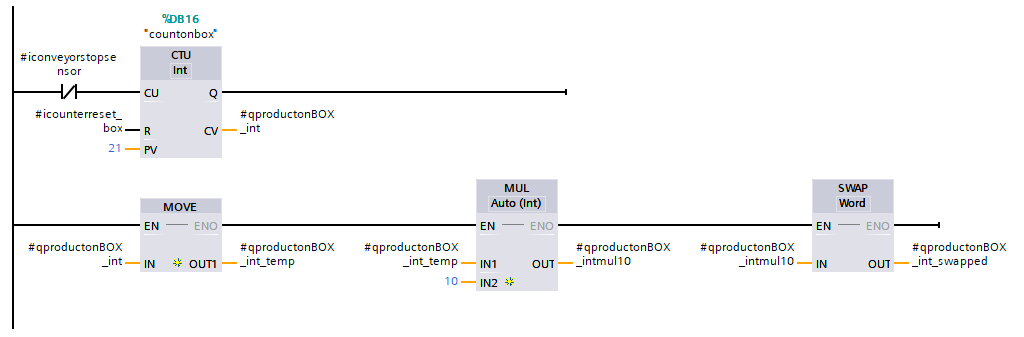 %DB16
"countonbox"
#iconveyorstopse
nsor
CTU
Int
CU
Q
#icounterreset_
box
R
CV
#qproductonBOX
_int
21
PV
MOVE
EN
ENO
#qproductonBOX
_int
IN
OUT1
#qproductonBOX
_int_temp
MUL
Auto (Int)
EN
ENO
#qproductonBOX
_int_temp
IN1
OUT
#qproductonBOX
_intmul10
10
IN2
SWAP
Word
EN
ENO
#qproductonBOX
_intmul10
IN
OUT
#qproductonBOX
_int_swapped